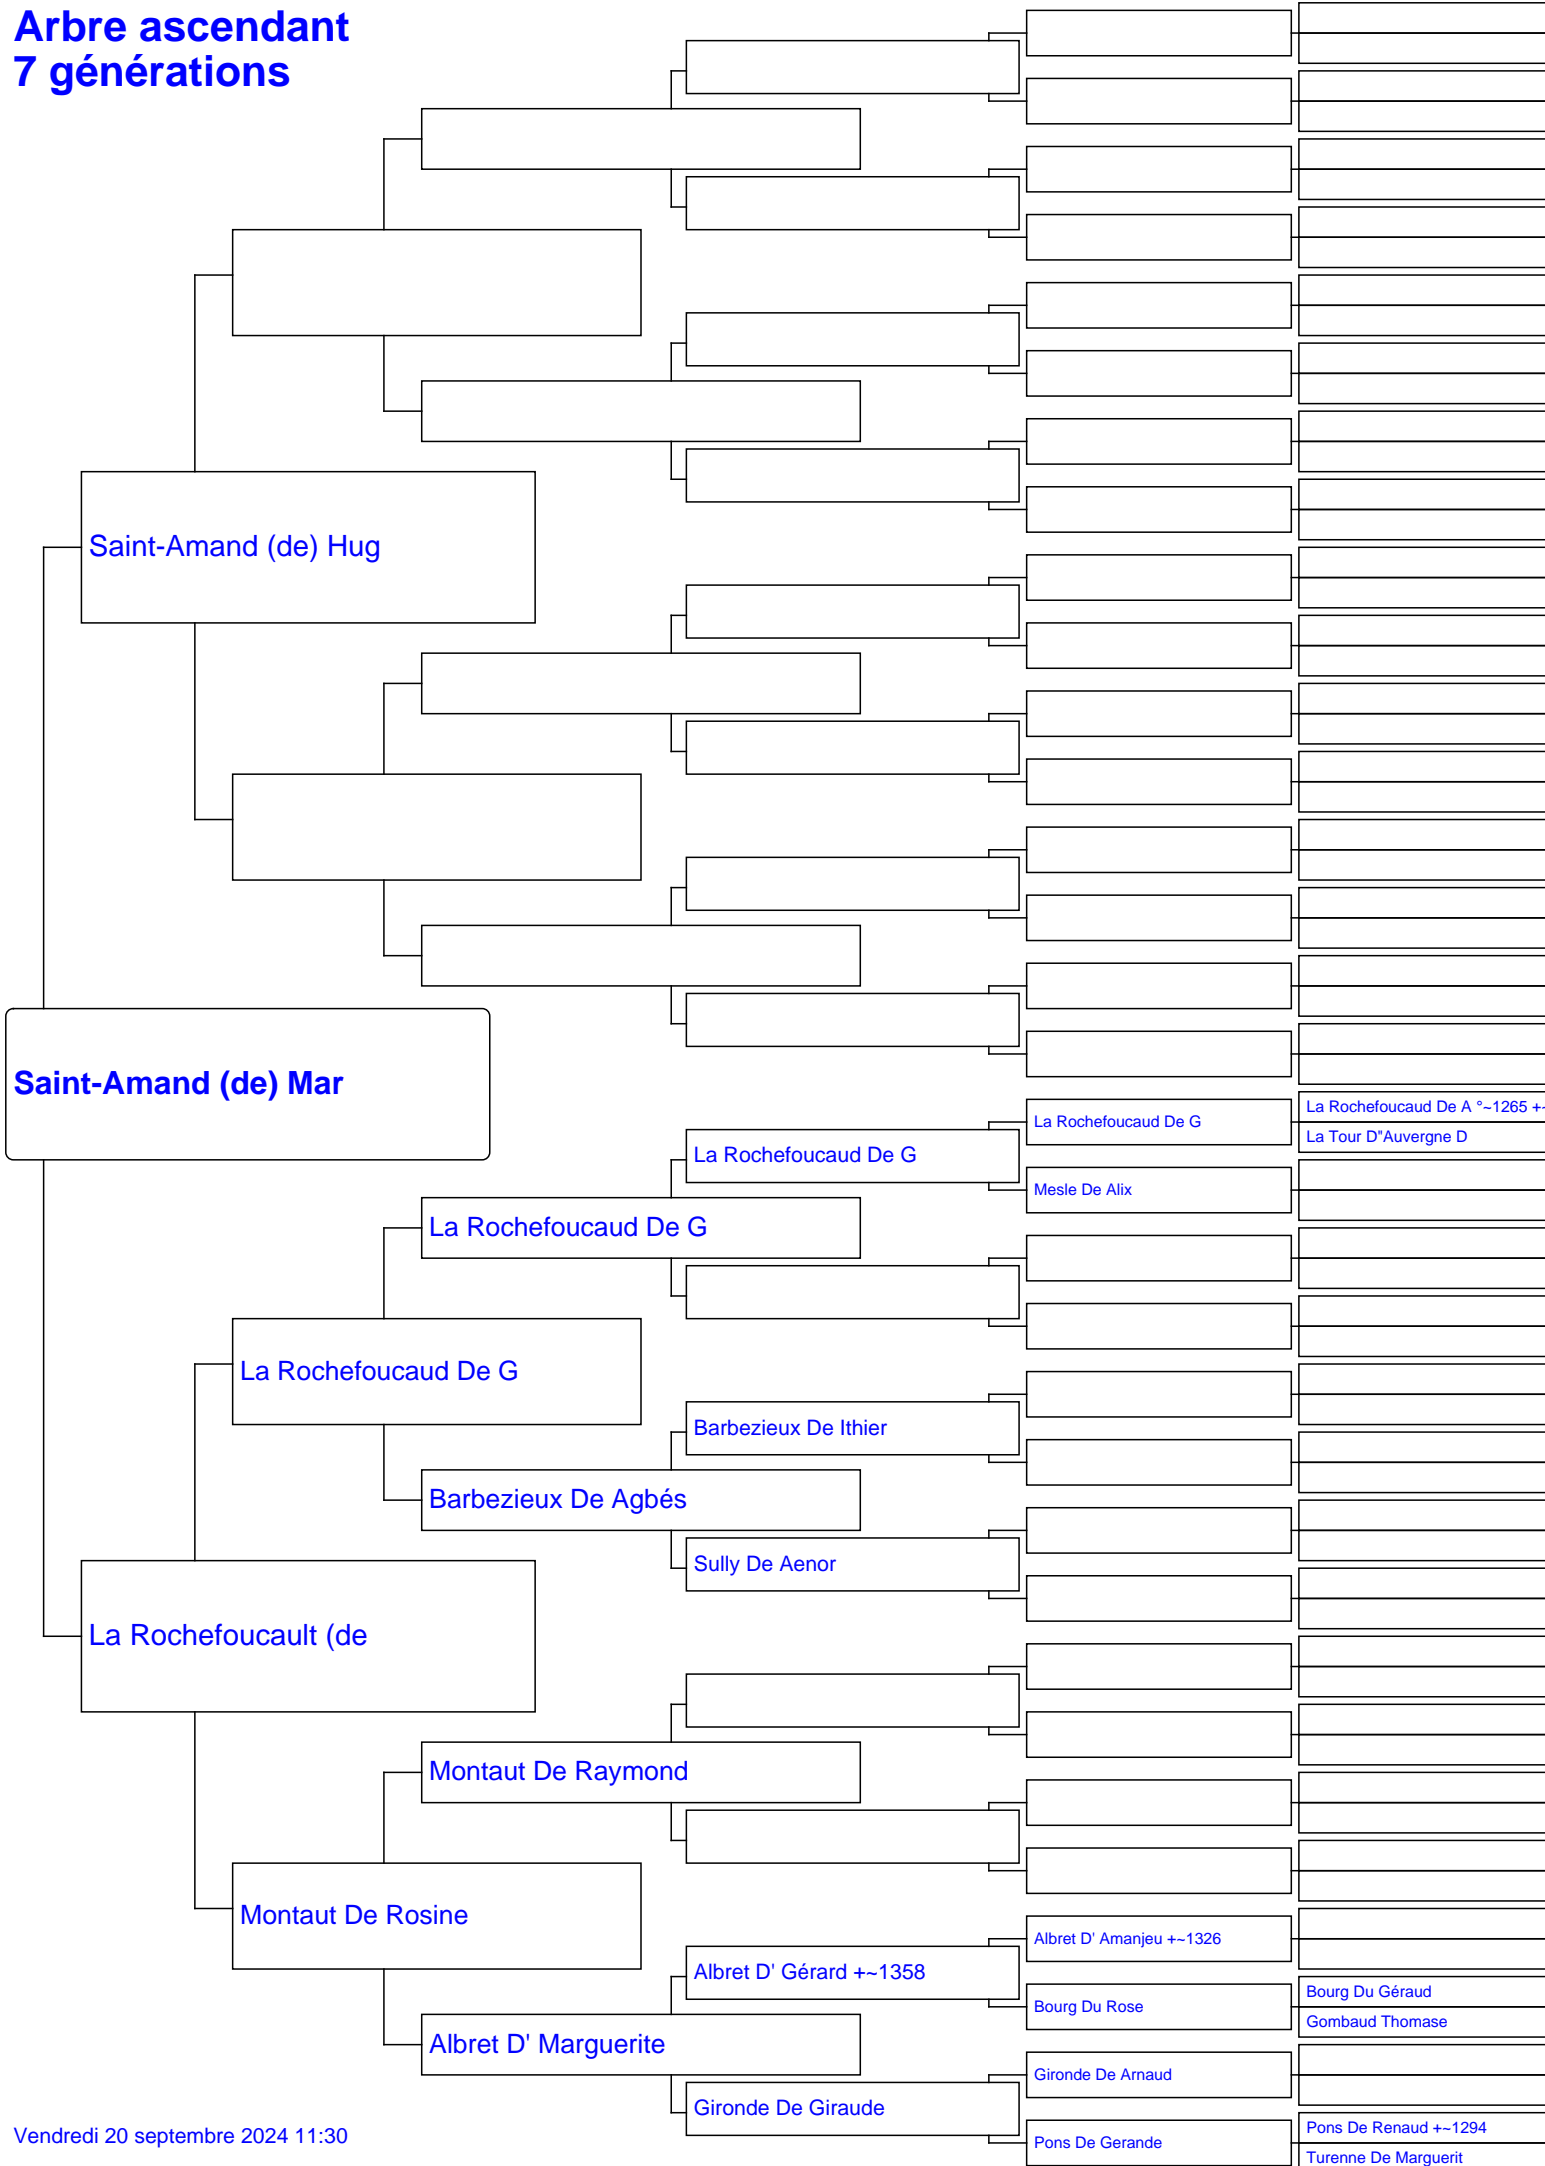 Arbre ascendant
7 générations
Saint-Amand (de) Hug
Saint-Amand (de) Mar
La Rochefoucaud De A °~1265 +~
La Rochefoucaud De G
La Tour D"Auvergne D
La Rochefoucaud De G
Mesle De Alix
La Rochefoucaud De G
La Rochefoucaud De G
Barbezieux De Ithier
Barbezieux De Agbés
Sully De Aenor
La Rochefoucault (de
Montaut De Raymond
Montaut De Rosine
Albret D' Amanjeu +~1326
Albret D' Gérard +~1358
Bourg Du Géraud
Bourg Du Rose
Gombaud Thomase
Albret D' Marguerite
Gironde De Arnaud
Gironde De Giraude
Pons De Renaud +~1294
Pons De Gerande
Turenne De Marguerit
Vendredi 20 septembre 2024 11:30